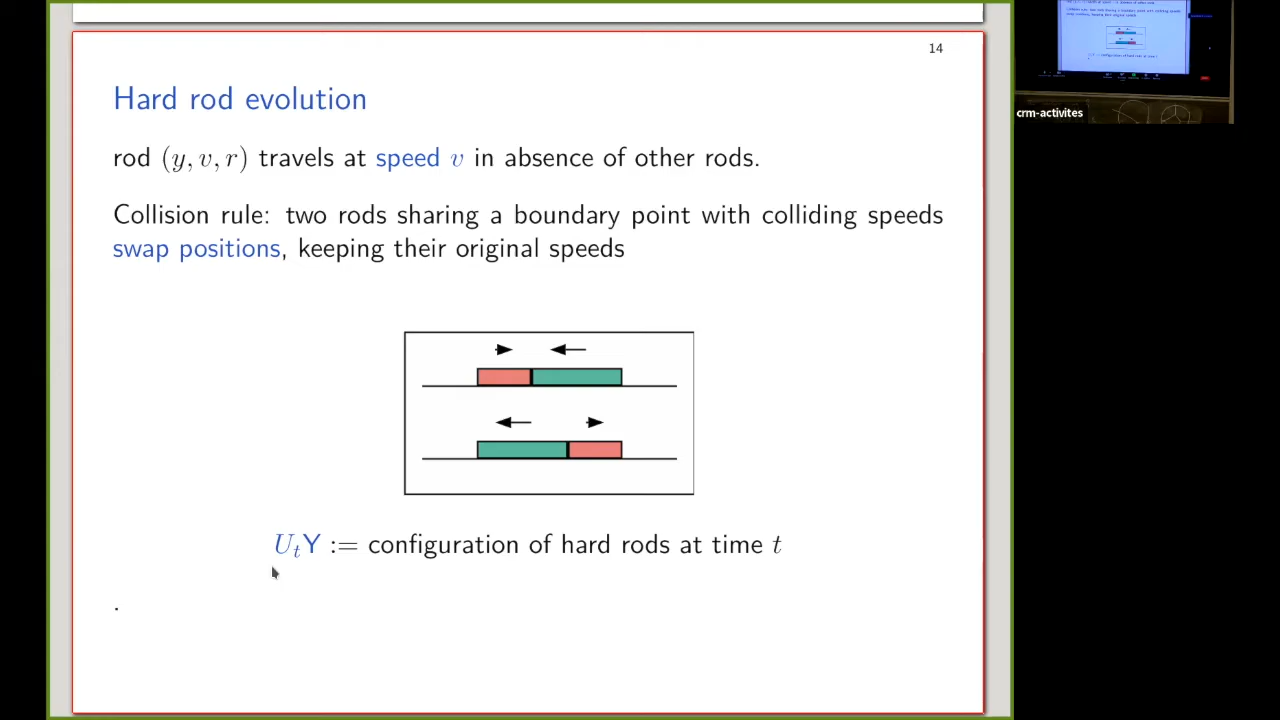 14
Hard rod evolution
rod (y, v, r) travels at speed v in absence of other rods.
Collision rule: two rods sharing a boundary point with colliding speeds
swap positions, keeping their original speeds
U_tY := configuration of hard rods at time t
.
crm-activites